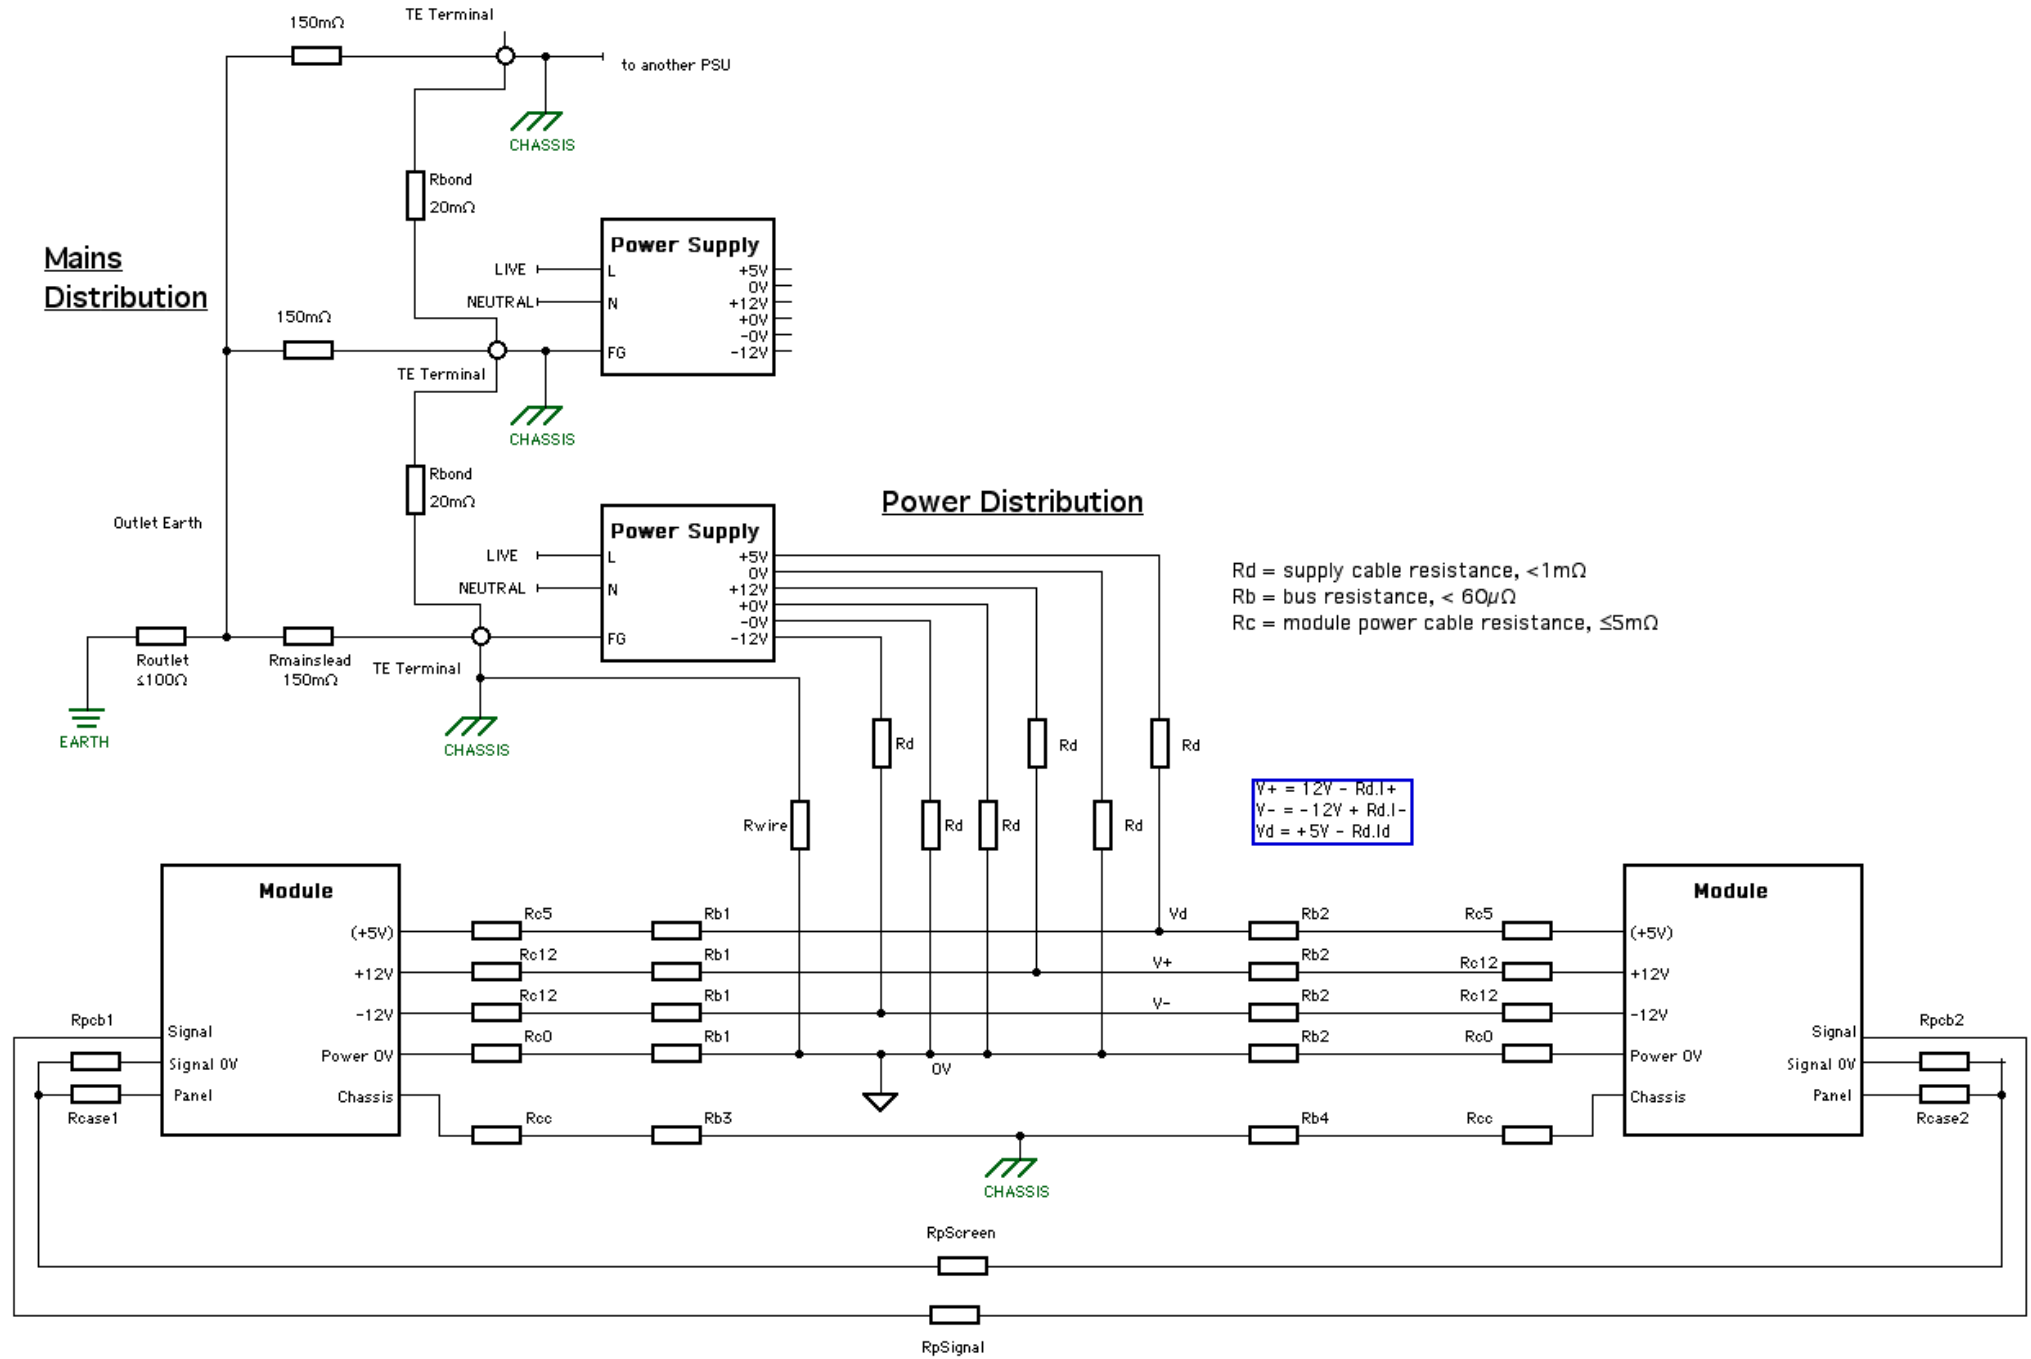 150mΩ
TE Terminal
to another PSU
CHASSIS
Rbond
20mΩ
Mains
Distribution
Power Supply
LIVE
L
+5V
0V
NEUTRAL
N
+12V
+0V
-0V
FG
-12V
150mΩ
TE Terminal
CHASSIS
Rbond
20mΩ
Power Distribution
Outlet Earth
Power Supply
LIVE
L
+5V
0V
NEUTRAL
N
+12V
+0V
-0V
FG
-12V
Rd = supply cable resistance, <1mΩ
Rb = bus resistance, < 60µΩ
Rc = module power cable resistance, ≤5mΩ
Routlet
≤100Ω
Rmainslead
150mΩ
TE Terminal
EARTH
CHASSIS
Rd
Rd
Rd
Rwire
Rd
Rd
Rd
V+ = 12V - Rd.I+
V- = -12V + Rd.I-
Vd = +5V - Rd.Id
Module
(+5V)
+12V
-12V
Signal
Signal 0V
Power 0V
Panel
Chassis
Rpcb1
Rcase1
Rc5
Rb1
Vd
Rb2
Rc5
Rc12
Rb1
V+
Rb2
Rc12
Rc12
Rb1
V-
Rb2
Rc12
Rc0
Rb1
0V
Rb2
Rc0
Rcc
Rb3
Rb4
Rcc
CHASSIS
Module
(+5V)
+12V
-12V
Signal
Power 0V
Signal 0V
Chassis
Panel
Rpcb2
Rcase2
RpScreen
RpSignal